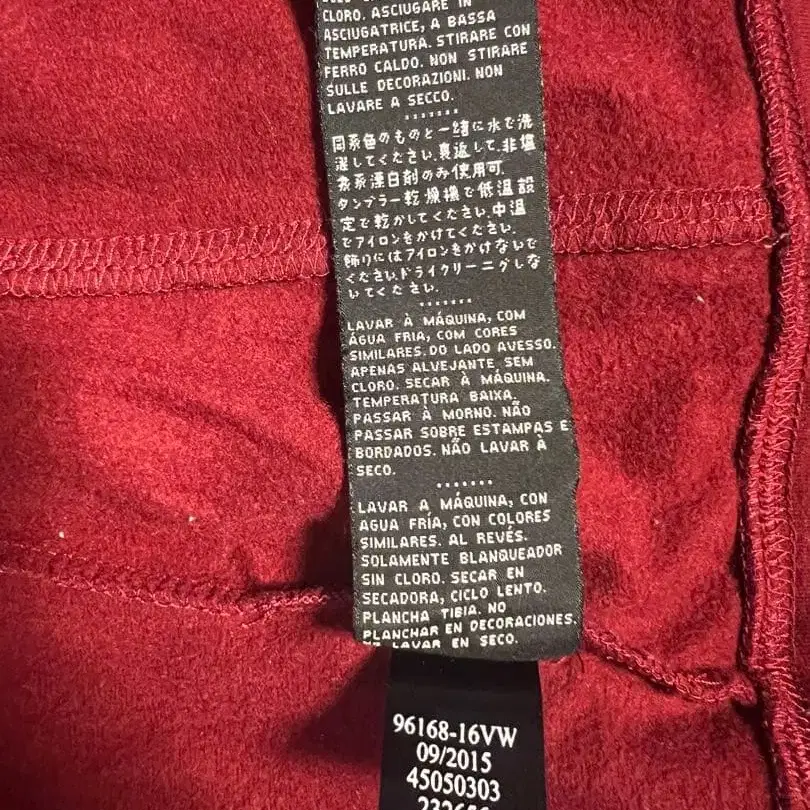 CLORO. ASCIUGARE IN
ASCIUGATRICE, A BASSA
TEMPERATURA. STIRARE CON
FERRO CALDO. NON STIRARE
SULLE DECORAZIONI. NON
LAVARE A SECCO.
同系色のものと一緒に水で洗
濯してください.裏返して.非塩
素系漂白剤のみ使用可.
タンブラー乾燥機で低温設
定で乾かしてください.中温
でアイロンをかけてください.
飾りにはアイロンをかけないで
ください.ドライクリーニングしな
いでください.
LAVAR À MÁQUINA, COM
ÁGUA FRIA, COM CORES
SIMILARES. DO LADO AVESSO.
APENAS ALVEJANTE SEM
CLORO. SECAR À MÁQUINA.
TEMPERATURA BAIXA.
PASSAR À MORNO. NÃO
PASSAR SOBRE ESTAMPAS E
BORDADOS. NÃO LAVAR À
SECO.
LAVAR A MÁQUINA, CON
AGUA FRÍA, CON COLORES
SIMILARES. AL REVÉS.
SOLAMENTE BLANQUEADOR
SIN CLORO. SECAR EN
SECADORA, CICLO LENTO.
PLANCHA TIBIA. NO
PLANCHAR EN DECORACIONES.
NO LAVAR EN SECO.
96168-16VW
09/2015
45050303